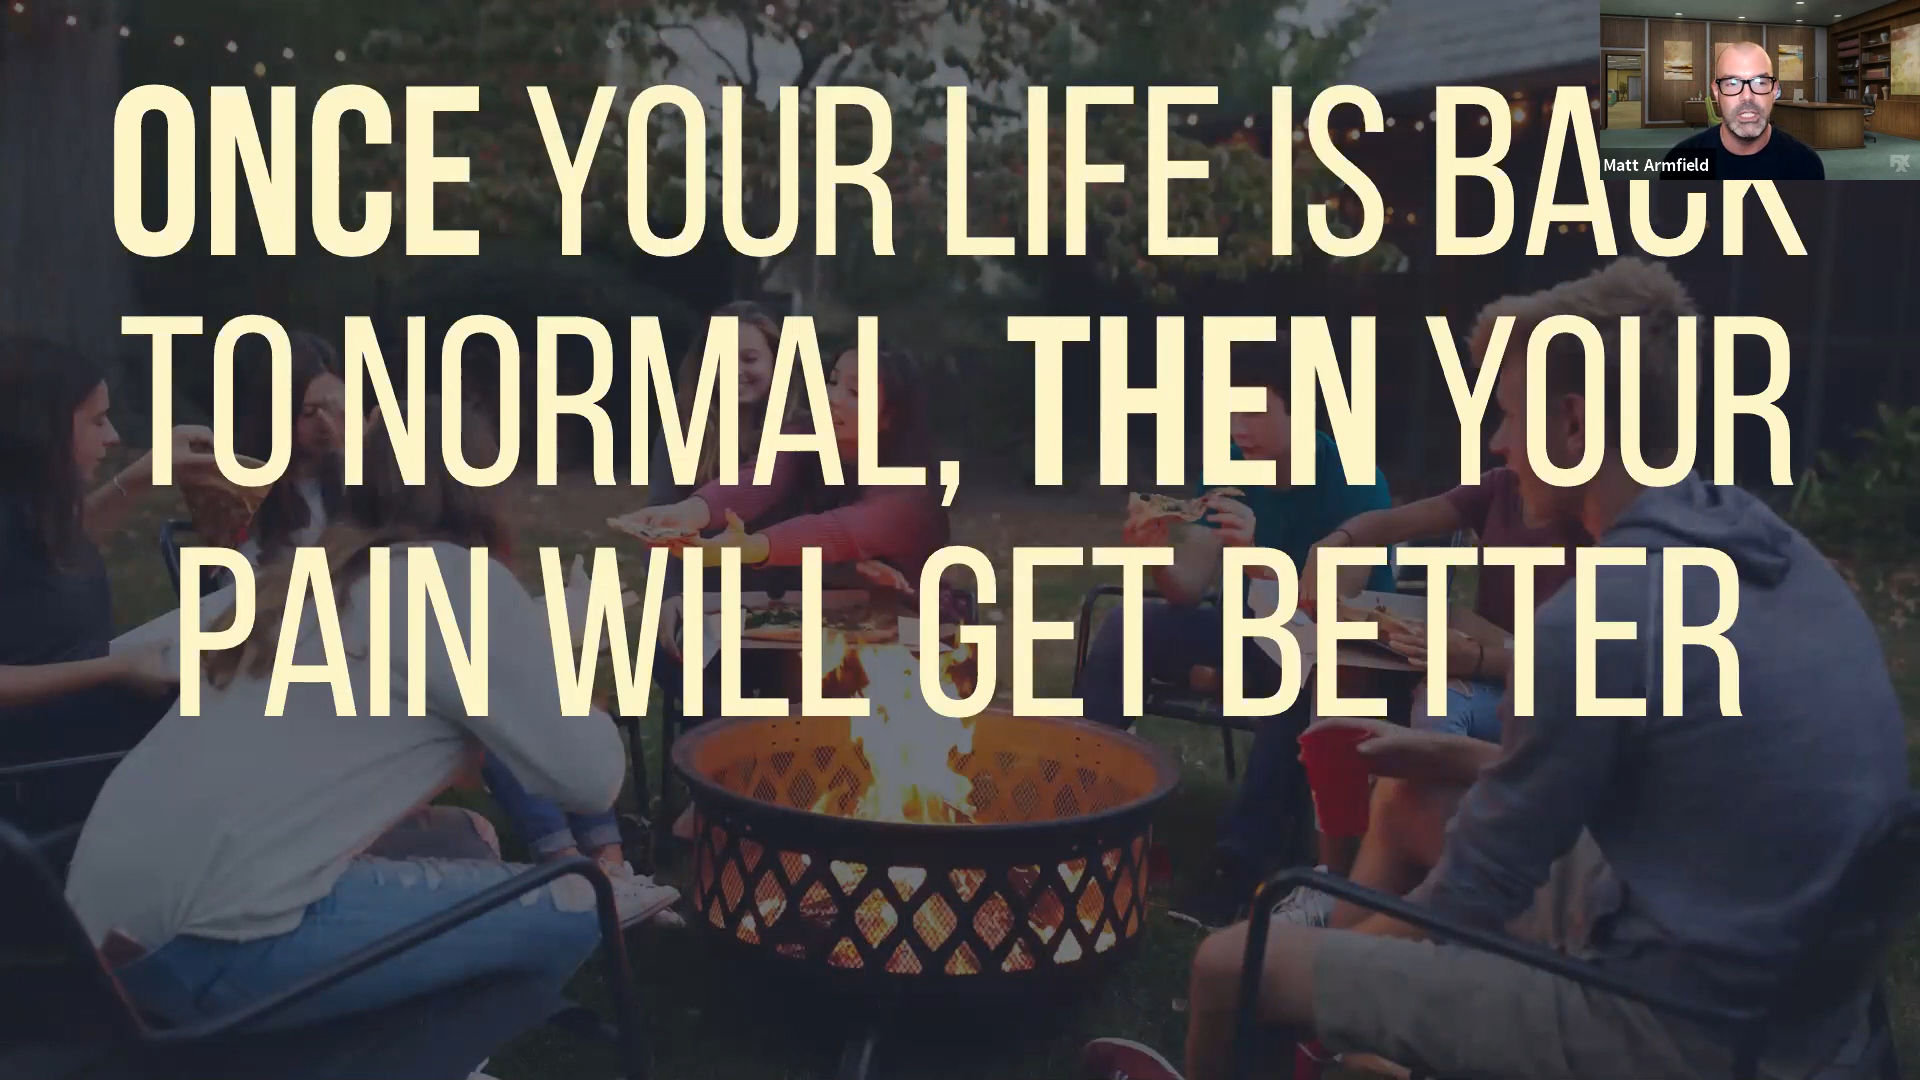 ONCE YOUR LIFE IS BACK
Matt Armfield
TO NORMAL, THEN YOUR
PAIN WILL GET BETTER